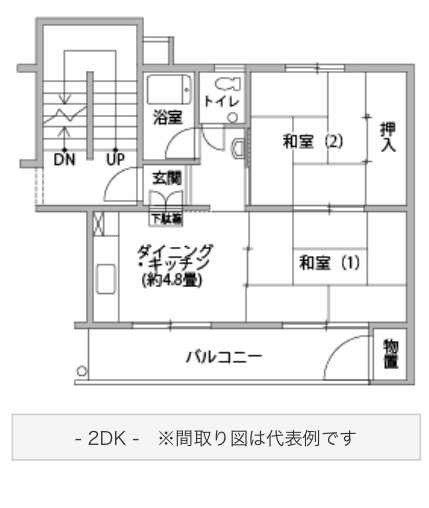 トイレ
浴室
和室（2）
押入
DN
UP
玄関
下駄箱
ダイニング
・キッチン
(約4.8畳)
和室（1）
バルコニー
物置
- 2DK -　※間取り図は代表例です